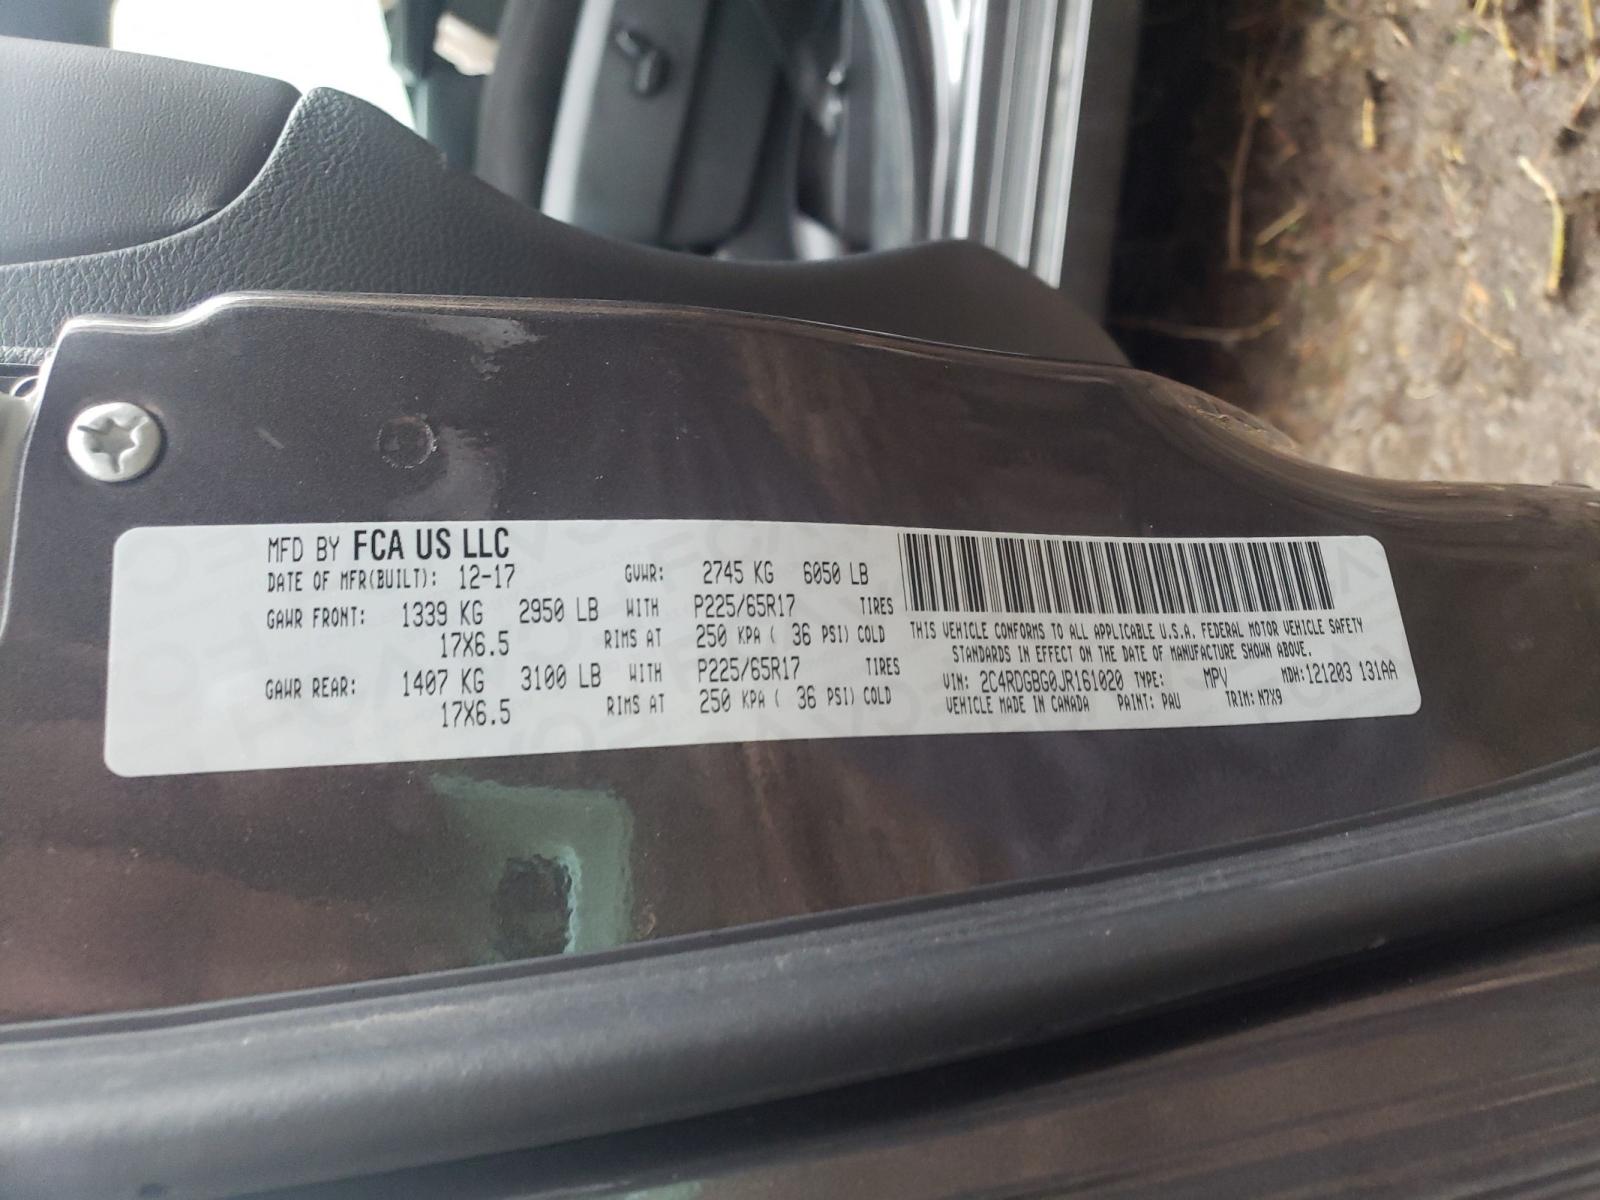 MFD BY FCA US LLC
DATE OF MFR(BUILT): 12-17 GVWR: 2745 KG 6050 LB
GAWR FRONT: 1339 KG 2950 LB WITH P225/65R17 TIRES
17X6.5 RIMS AT 250 KPA ( 36 PSI) COLD
GAWR REAR: 1407 KG 3100 LB WITH P225/65R17 TIRES
17X6.5 RIMS AT 250 KPA ( 36 PSI) COLD
THIS VEHICLE CONFORMS TO ALL APPLICABLE U.S.A. FEDERAL MOTOR VEHICLE SAFETY
STANDARDS IN EFFECT ON THE DATE OF MANUFACTURE SHOWN ABOVE.
VIN: 2C4RDGBG0JR161020 TYPE: MPV MDH:121203 131AA
VEHICLE MADE IN CANADA PAINT: PAU TRIM: N7X9